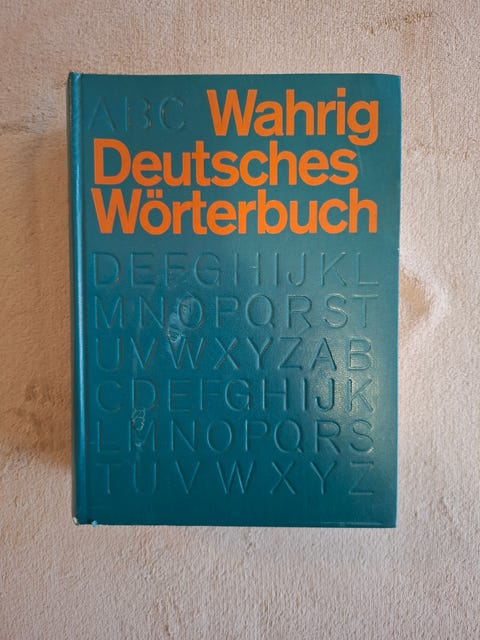 ABC Wahrig
Deutsches
Wörterbuch
DEFGHIJKL
MNOPQRST
UVWXYZAB
CDEFGHIJK
LMNOPQRS
TUVWXYZ